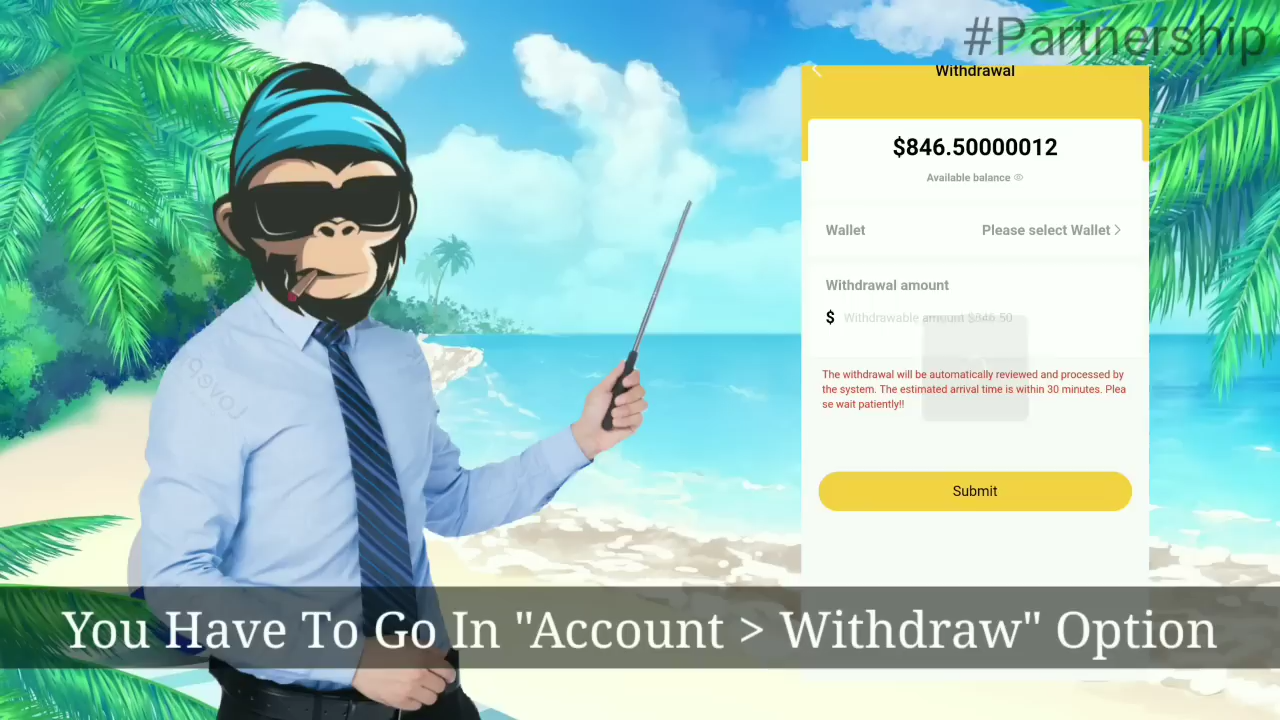 #Partnership
Withdrawal
$846.50000012
Available balance
Wallet
Please select Wallet >
Withdrawal amount
$ Withdrawable amount $846.50
The withdrawal will be automatically reviewed and processed by
the system. The estimated arrival time is within 30 minutes. Plea
se wait patiently!!
Submit
You Have To Go In "Account > Withdraw" Option